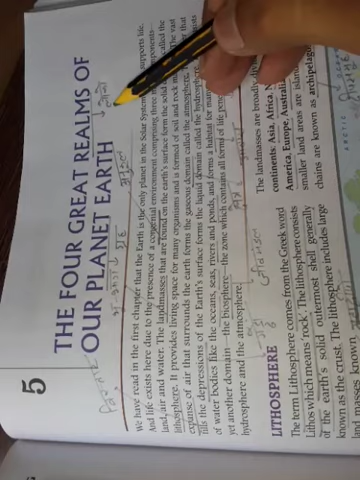 5
THE FOUR GREAT REALMS OF
OUR PLANET EARTH
We have read in the first chapter that the Earth is the only planet in the Solar System supports life.
And life exists here due to the presence of a congenial environment comprising three components—
land, air and water. The landmasses that are found on the earth's surface form the solid called the
lithosphere. It provides living space for many organisms and is formed of soil and rock The vast
expanse of air that surrounds the earth forms the gaseous domain called the atmosphere. that
fills the depressions of the Earth's surface forms the liquid domain called the hydrosphere
of water bodies like the oceans, seas, rivers and ponds, and forms a habitat for many
yet another domain—the biosphere—the zone which contains all forms of life
hydrosphere and the atmosphere.
LITHOSPHERE
The term Lithosphere comes from the Greek word
Lithos which means 'rock'. The lithosphere consists
of the earth's solid outermost shell generally
known as the crust. The lithosphere includes large
land masses known
The landmasses are broadly
continents: Asia, Africa, N
America, Europe, Australi
smaller land areas are islan
chains are known as archipelago
ARCTIC